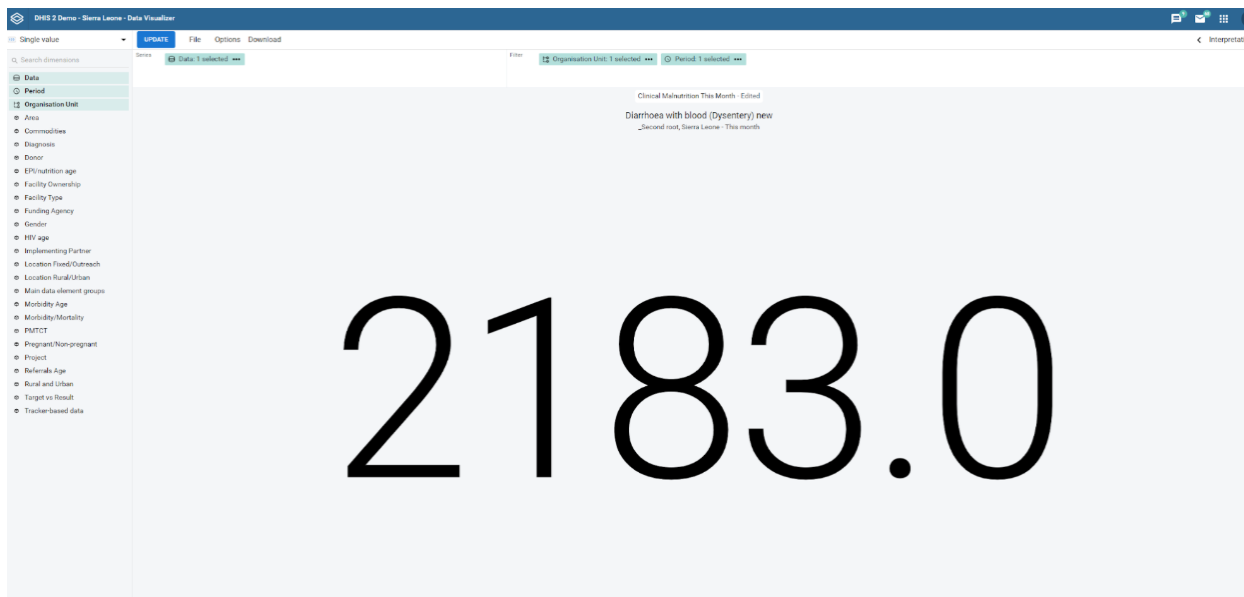 DHIS 2 Demo - Sierra Leone - Data Visualizer
Single value
UPDATE File Options Download
Interpretat
Search dimensions
Series
Data: 1 selected
Filter
Organisation Unit: 1 selected
Period: 1 selected
Data
Period
Organisation Unit
Area
Commodities
Diagnosis
Donor
EPI/nutrition age
Facility Ownership
Facility Type
Funding Agency
Gender
HIV age
Implementing Partner
Location Fixed/Outreach
Location Rural/Urban
Main data element groups
Morbidity Age
Morbidity/Mortality
PMTCT
Pregnant/Non-pregnant
Project
Referrals Age
Rural and Urban
Target vs Result
Tracker-based data
Clinical Malnutrition This Month - Edited
Diarrhoea with blood (Dysentery) new
_Second root, Sierra Leone - This month
2183.0